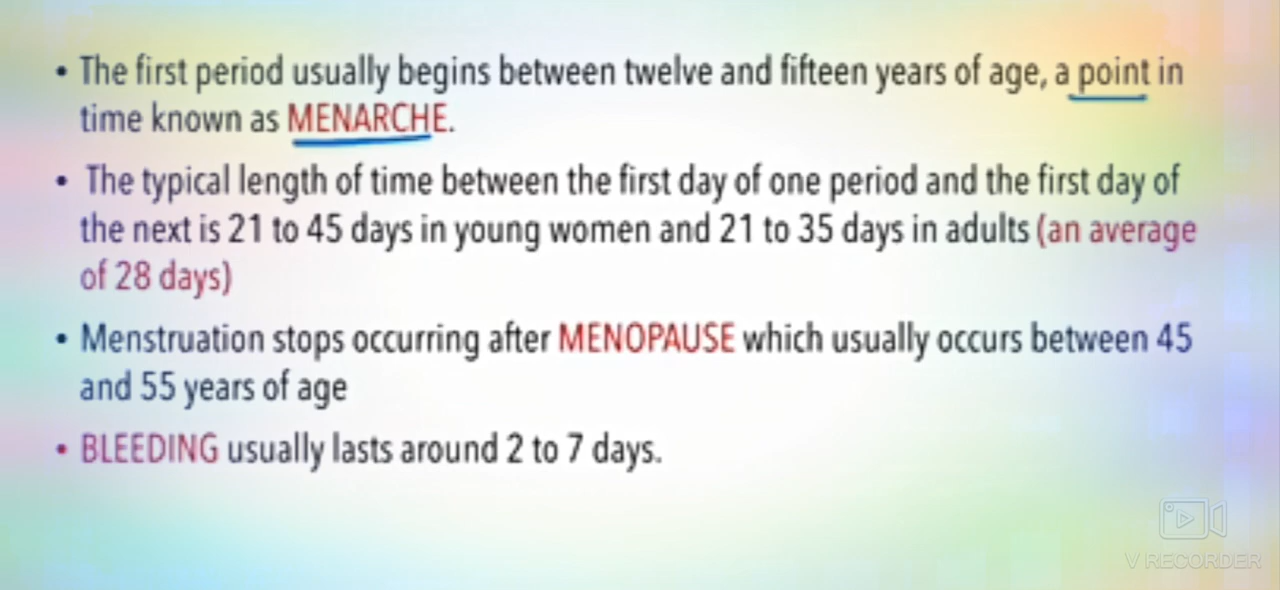 • The first period usually begins between twelve and fifteen years of age, a point in
time known as MENARCHE.
• The typical length of time between the first day of one period and the first day of
the next is 21 to 45 days in young women and 21 to 35 days in adults (an average
of 28 days)
• Menstruation stops occurring after MENOPAUSE which usually occurs between 45
and 55 years of age
• BLEEDING usually lasts around 2 to 7 days.
V RECORDER